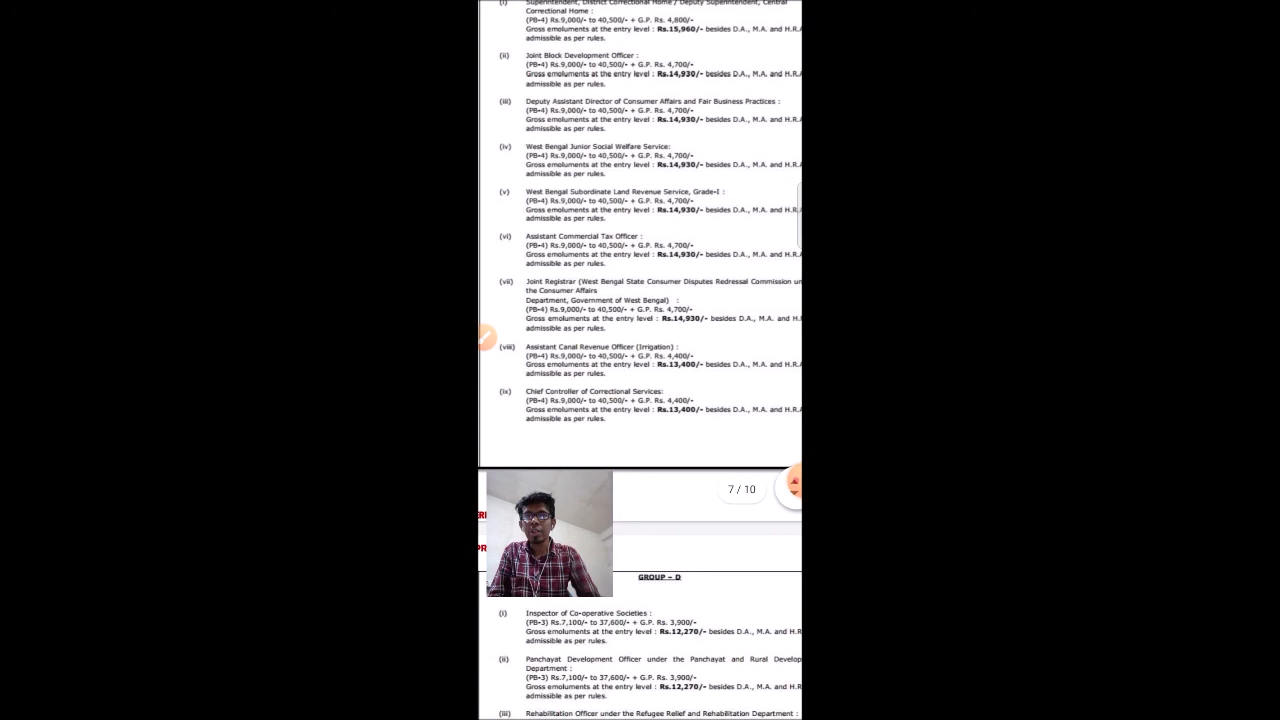 (i) Superintendent, District Correctional Home / Deputy Superintendent, Central
Correctional Home :
(PB-4) Rs.9,000/- to 40,500/- + G.P. Rs. 4,800/-
Gross emoluments at the entry level : Rs.15,960/- besides D.A., M.A. and H.R.A
admissible as per rules.
(ii) Joint Block Development Officer :
(PB-4) Rs.9,000/- to 40,500/- + G.P. Rs. 4,700/-
Gross emoluments at the entry level : Rs.14,930/- besides D.A., M.A. and H.R.A
admissible as per rules.
(iii) Deputy Assistant Director of Consumer Affairs and Fair Business Practices :
(PB-4) Rs.9,000/- to 40,500/- + G.P. Rs. 4,700/-
Gross emoluments at the entry level : Rs.14,930/- besides D.A., M.A. and H.R.A
admissible as per rules.
(iv) West Bengal Junior Social Welfare Service:
(PB-4) Rs.9,000/- to 40,500/- + G.P. Rs. 4,700/-
Gross emoluments at the entry level : Rs.14,930/- besides D.A., M.A. and H.R.A
admissible as per rules.
(v) West Bengal Subordinate Land Revenue Service, Grade-I :
(PB-4) Rs.9,000/- to 40,500/- + G.P. Rs. 4,700/-
Gross emoluments at the entry level : Rs.14,930/- besides D.A., M.A. and H.R.
admissible as per rules.
(vi) Assistant Commercial Tax Officer :
(PB-4) Rs.9,000/- to 40,500/- + G.P. Rs. 4,700/-
Gross emoluments at the entry level : Rs.14,930/- besides D.A., M.A. and H.R.A
admissible as per rules.
(vii) Joint Registrar (West Bengal State Consumer Disputes Redressal Commission un
the Consumer Affairs
Department, Government of West Bengal) :
(PB-4) Rs.9,000/- to 40,500/- + G.P. Rs. 4,700/-
Gross emoluments at the entry level : Rs.14,930/- besides D.A., M.A. and H.
admissible as per rules.
(viii) Assistant Canal Revenue Officer (Irrigation) :
(PB-4) Rs.9,000/- to 40,500/- + G.P. Rs. 4,400/-
Gross emoluments at the entry level : Rs.13,400/- besides D.A., M.A. and H.R.A
admissible as per rules.
(ix) Chief Controller of Correctional Services:
(PB-4) Rs.9,000/- to 40,500/- + G.P. Rs. 4,400/-
Gross emoluments at the entry level : Rs.13,400/- besides D.A., M.A. and H.R.A
admissible as per rules.
7 / 10
GROUP – D
(i) Inspector of Co-operative Societies :
(PB-3) Rs.7,100/- to 37,600/- + G.P. Rs. 3,900/-
Gross emoluments at the entry level : Rs.12,270/- besides D.A., M.A. and H.R
admissible as per rules.
(ii) Panchayat Development Officer under the Panchayat and Rural Develop
Department :
(PB-3) Rs.7,100/- to 37,600/- + G.P. Rs. 3,900/-
Gross emoluments at the entry level : Rs.12,270/- besides D.A., M.A. and H.R
admissible as per rules.
(iii) Rehabilitation Officer under the Refugee Relief and Rehabilitation Department :